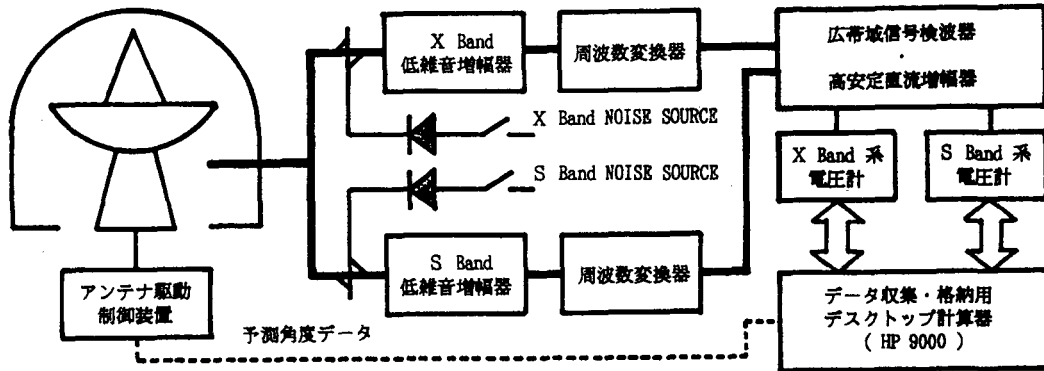 X Band
低雑音増幅器
周波数変換器
広帯域信号検波器
・
高安定直流増幅器
X Band NOISE SOURCE
S Band NOISE SOURCE
X Band 系
電圧計
S Band 系
電圧計
S Band
低雑音増幅器
周波数変換器
アンテナ駆動
制御装置
予測角度データ
データ収集・格納用
デスクトップ計算器
( HP 9000 )